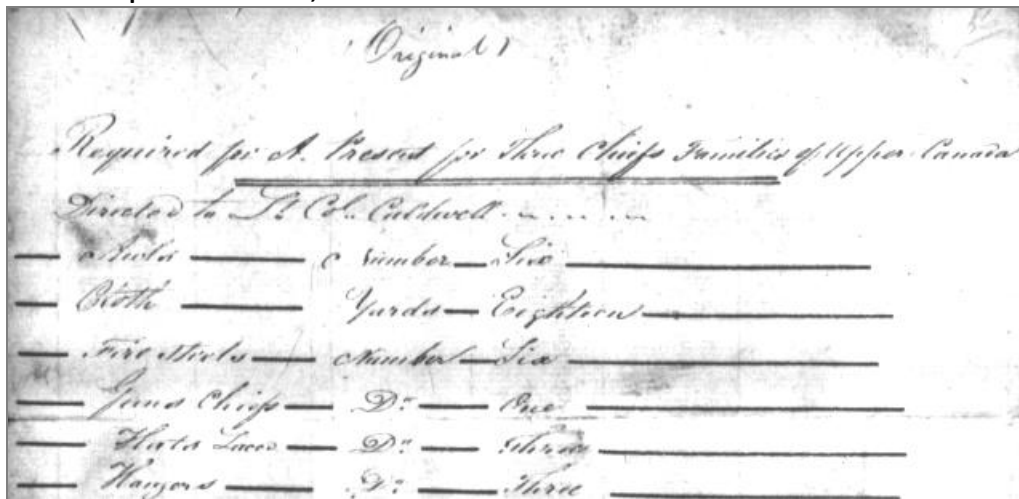 (Original)
Required for A. Present for Three Chiefs Families of Upper Canada
Directed to Lt. Col. Caldwell
Number Six
Cloth Yards Eighteen
Fire Steels Number Six
Guns Chiefs Do One
Hats Laced Do Three
Hangers Do Three